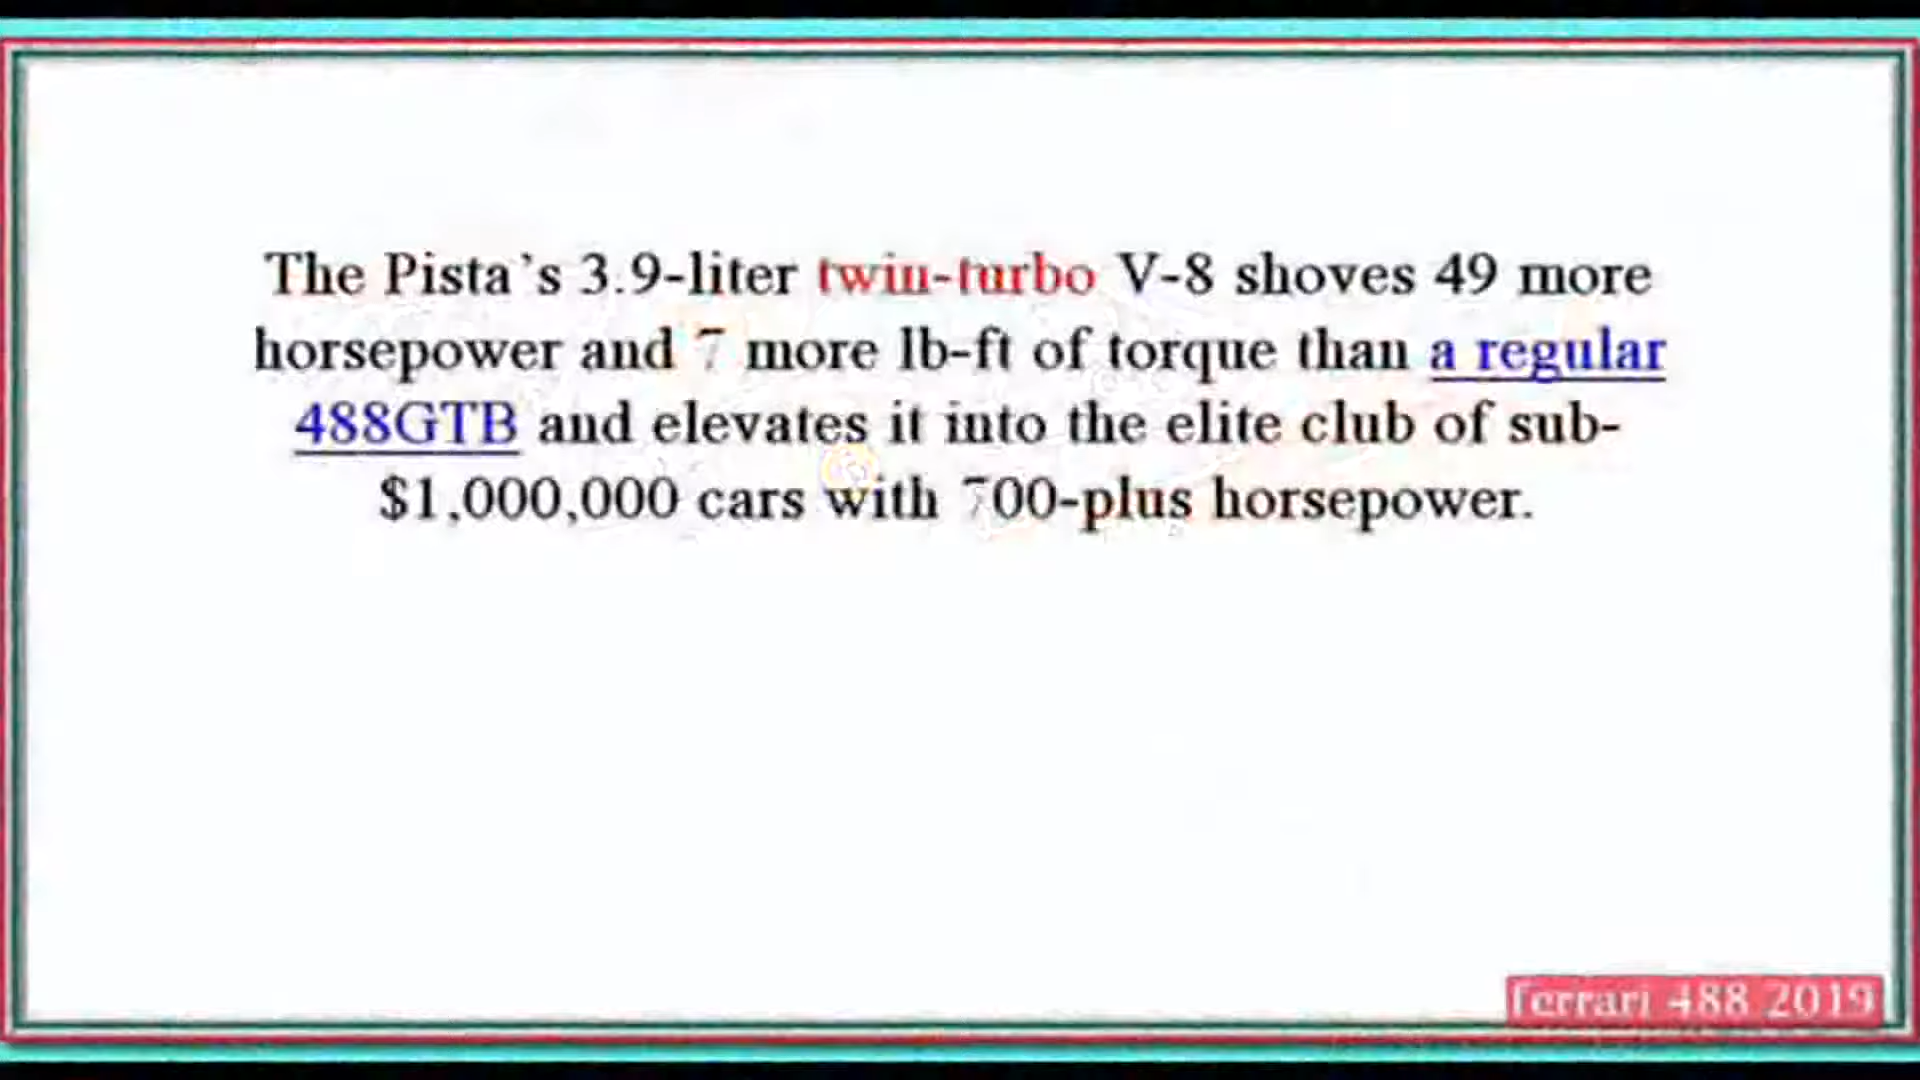 The Pista’s 3.9-liter twin-turbo V-8 shoves 49 more
horsepower and 7 more lb-ft of torque than a regular
488GTB and elevates it into the elite club of sub-
$1,000,000 cars with 700-plus horsepower.
ferrari 488 2019